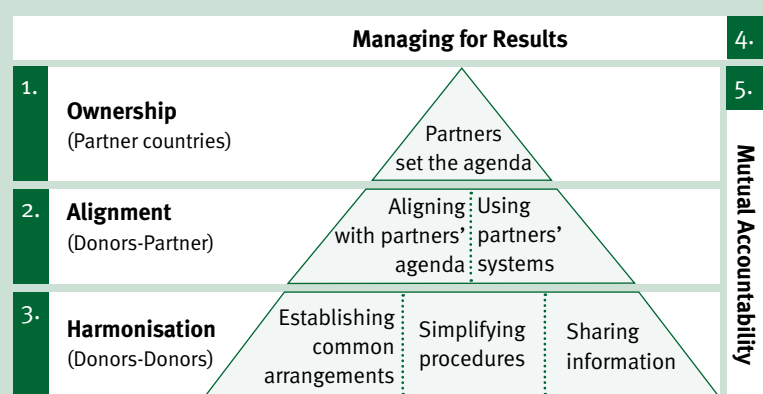 Managing for Results
4.
1.
Ownership
(Partner countries)
Partners
set the agenda
5.
Mutual Accountability
2.
Alignment
(Donors-Partner)
Aligning
with partners’
agenda
Using
partners’
systems
3.
Harmonisation
(Donors-Donors)
Establishing
common
arrangements
Simplifying
procedures
Sharing
information